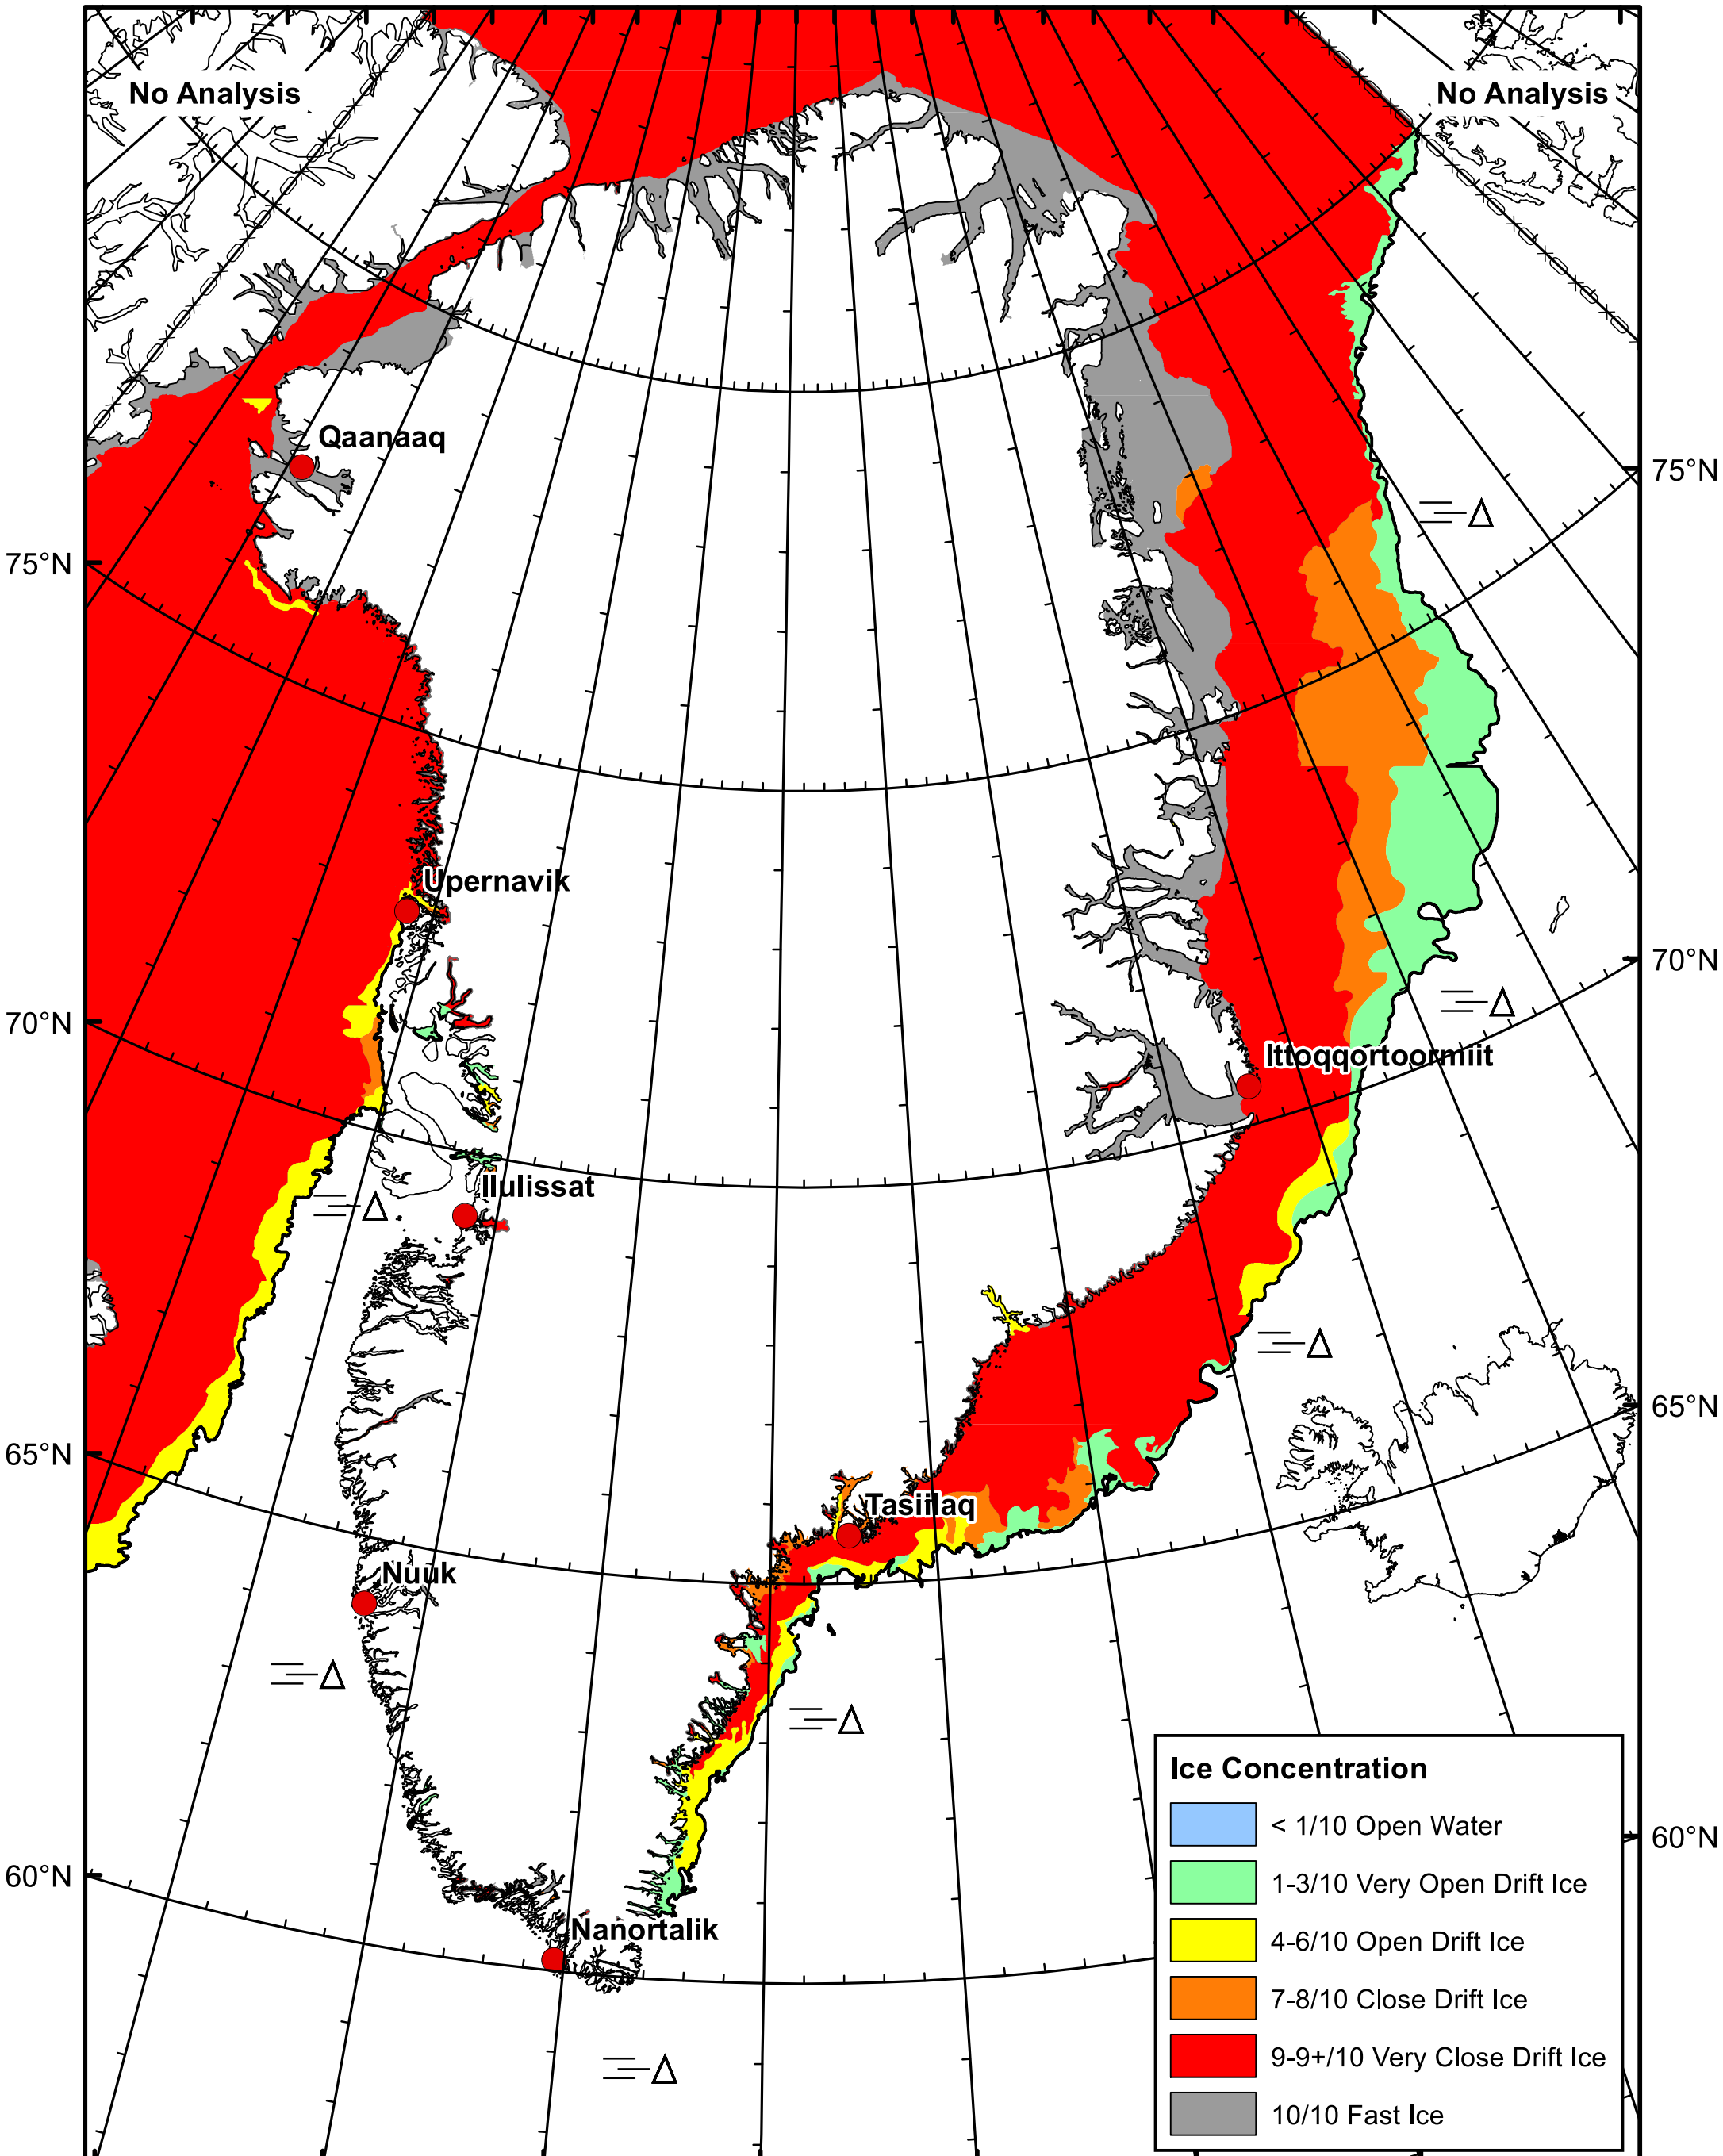 No Analysis
No Analysis
Qaanaaq
75°N
75°N
Upernavik
70°N
70°N
Ittoqqortoormiit
Ilulissat
65°N
65°N
Tasiilaq
Nuuk
60°N
60°N
Nanortalik
Ice Concentration
< 1/10 Open Water
1-3/10 Very Open Drift Ice
4-6/10 Open Drift Ice
7-8/10 Close Drift Ice
9-9+/10 Very Close Drift Ice
10/10 Fast Ice